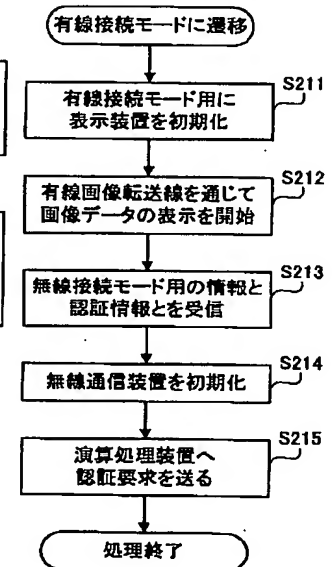 有線接続モードに遷移
S211
有線接続モード用に
表示装置を初期化
S212
有線画像転送線を通じて
画像データの表示を開始
S213
無線接続モード用の情報と
認証情報とを受信
S214
無線通信装置を初期化
S215
演算処理装置へ
認証要求を送る
処理終了